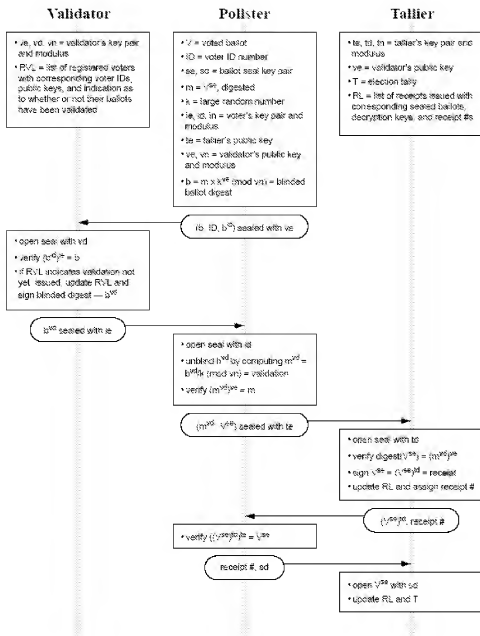 Validator
Pollster
Tallier
• ve, vd, vn = validator's key pair
and modulus
• RVL = list of registered voters
with corresponding voter IDs,
public keys, and indication as
to whether or not their ballots
have been validated
• V = voted ballot
• ID = voter ID number
• se, sd = ballot seal key pair
• m = V^se, digested
• k = large random number
• ie, id, in = voter's key pair and
modulus
• te = tallier's public key
• ve, vn = validator's public key
and modulus
• b = m x k^ve (mod vn) = blinded
ballot digest
• te, td, tn = tallier's key pair and
modulus
• ve = validator's public key
• T = election tally
• RL = list of receipts issued with
corresponding sealed ballots,
decryption keys, and receipt #s
(b, ID, b^id) sealed with ve
• open seal with vd
• verify (b^id)^ie = b
• if RVL indicates validation not
yet issued, update RVL and
sign blinded digest — b^vd
b^vd sealed with ie
• open seal with id
• unblind b^vd by computing m^vd =
b^vd/k (mod vn) = validation
• verify (m^vd)^ve = m
(m^vd, V^se) sealed with te
• open seal with td
• verify digest(V^se) = (m^vd)^ve
• sign V^se = (V^se)^td = receipt
• update RL and assign receipt #
(V^se)^td, receipt #
• verify ((V^se)^td)^te = V^se
receipt #, sd
• open V^se with sd
• update RL and T